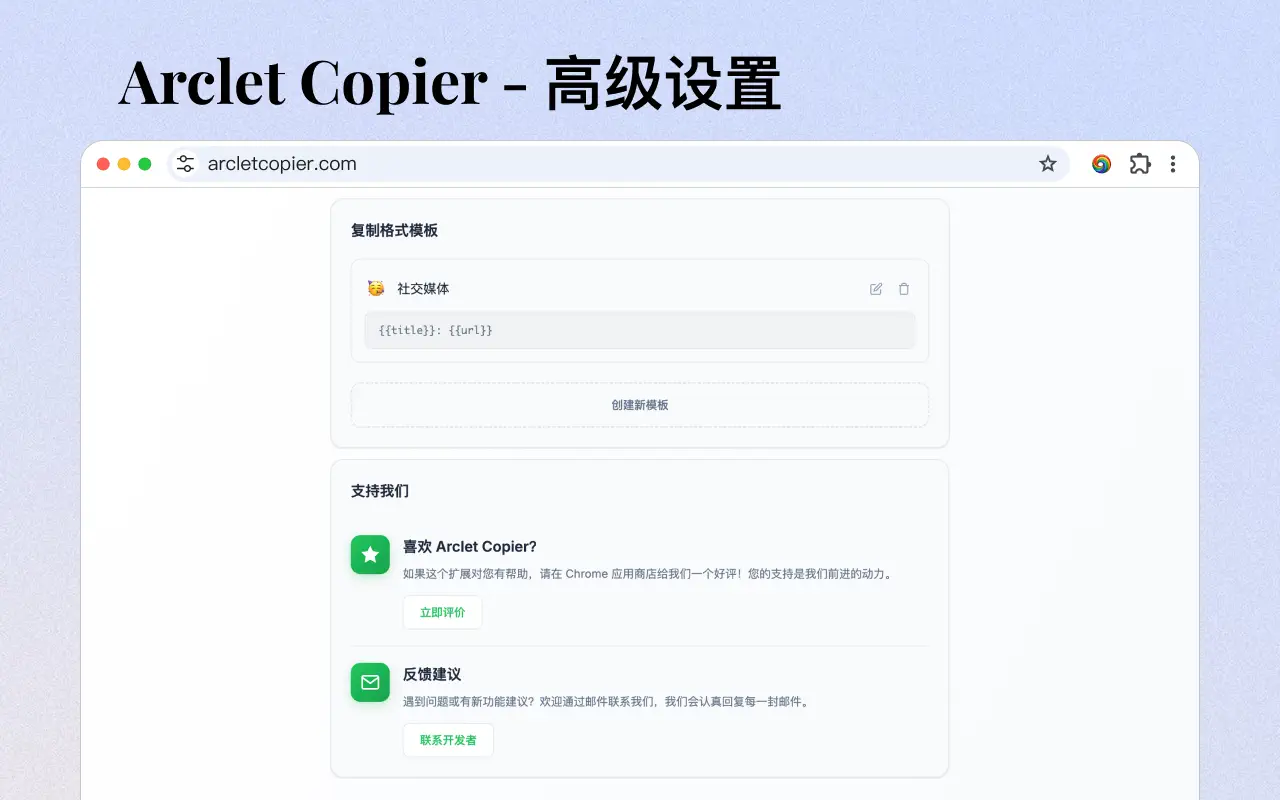 Arclet Copier - 高级设置
arcletcopier.com
复制格式模板
社交媒体
{{title}}: {{url}}
创建新模板
支持我们
喜欢 Arclet Copier?
如果这个扩展对您有帮助，请在 Chrome 应用商店给我们一个好评！您的支持是我们前进的动力。
立即评价
反馈建议
遇到问题或有新功能建议？欢迎通过邮件联系我们，我们会认真回复每一封邮件。
联系开发者